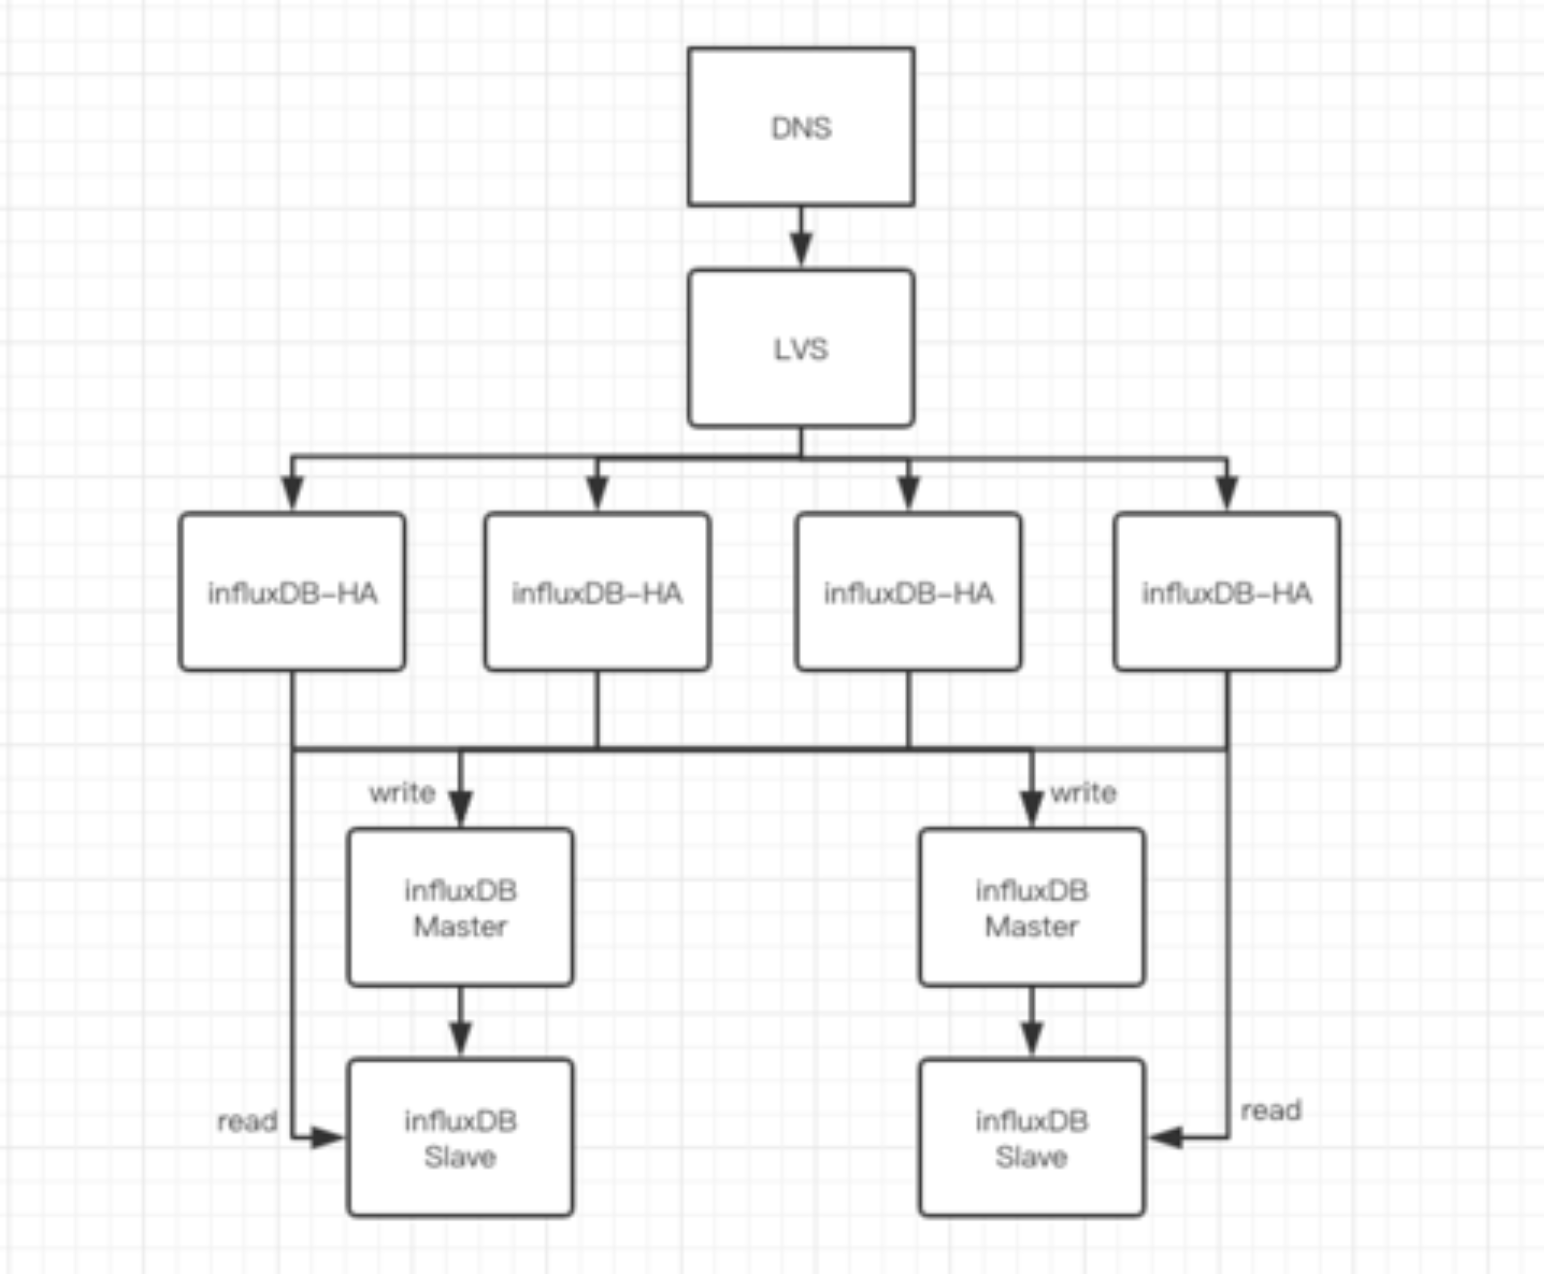 DNS
LVS
influxDB–HA
influxDB–HA
influxDB–HA
influxDB–HA
write
write
influxDB
Master
influxDB
Master
read
influxDB
Slave
influxDB
Slave
read